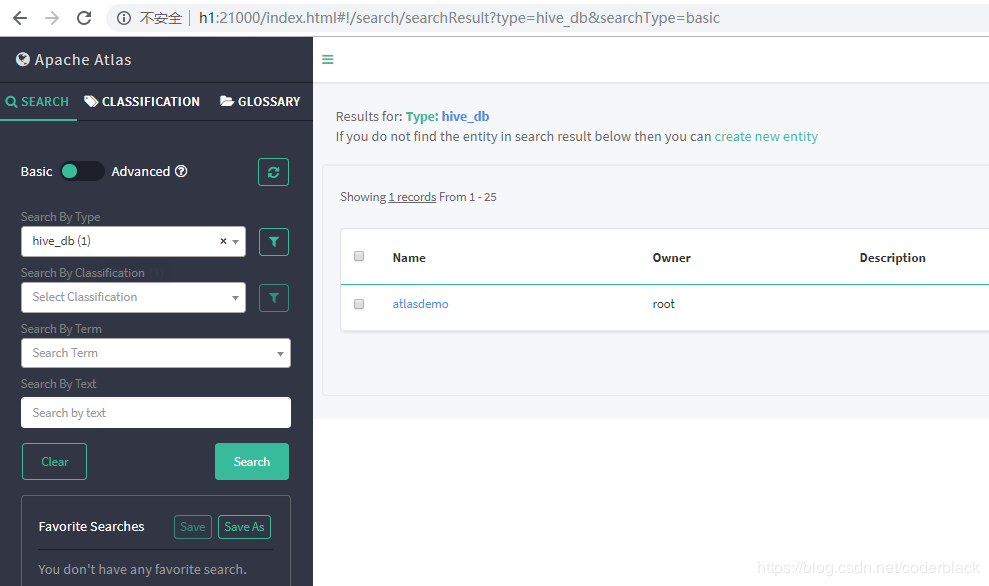 不安全 h1:21000/index.html#!/search/searchResult?type=hive_db&searchType=basic
Apache Atlas
SEARCH CLASSIFICATION GLOSSARY
Basic Advanced
Search By Type
hive_db (1) ×
Search By Classification
Select Classification
Search By Term
Search Term
Search By Text
Search by text
Clear Search
Favorite Searches Save Save As
You don't have any favorite search.
Results for: Type: hive_db
If you do not find the entity in search result below then you can create new entity
Showing 1 records From 1 - 25
Name Owner Description
atlasdemo root
https://blog.csdn.net/coderblack